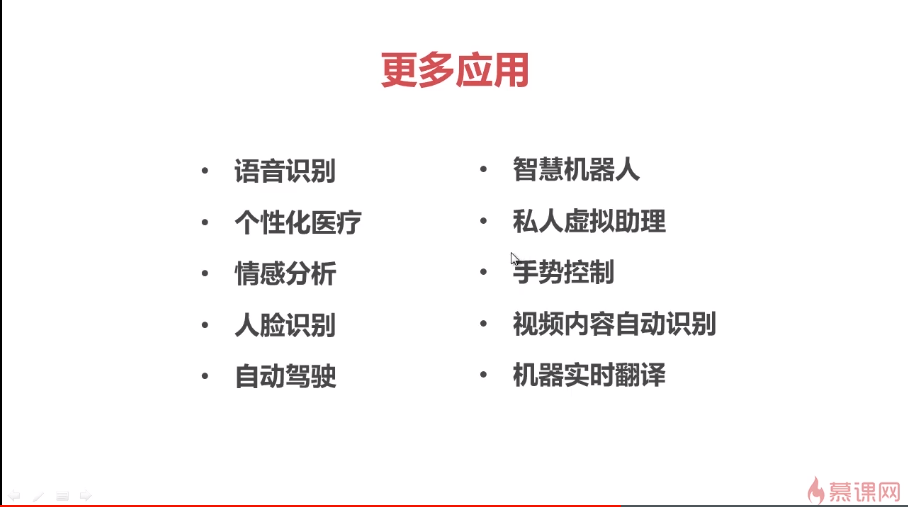 更多应用
• 语音识别
• 个性化医疗
• 情感分析
• 人脸识别
• 自动驾驶
• 智慧机器人
• 私人虚拟助理
• 手势控制
• 视频内容自动识别
• 机器实时翻译
慕课网